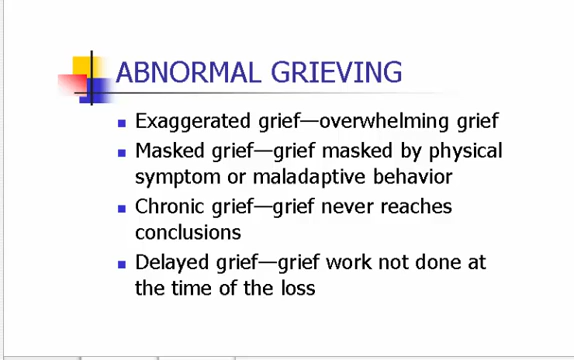 ABNORMAL GRIEVING
Exaggerated grief—overwhelming grief
Masked grief—grief masked by physical
symptom or maladaptive behavior
Chronic grief—grief never reaches
conclusions
Delayed grief—grief work not done at
the time of the loss